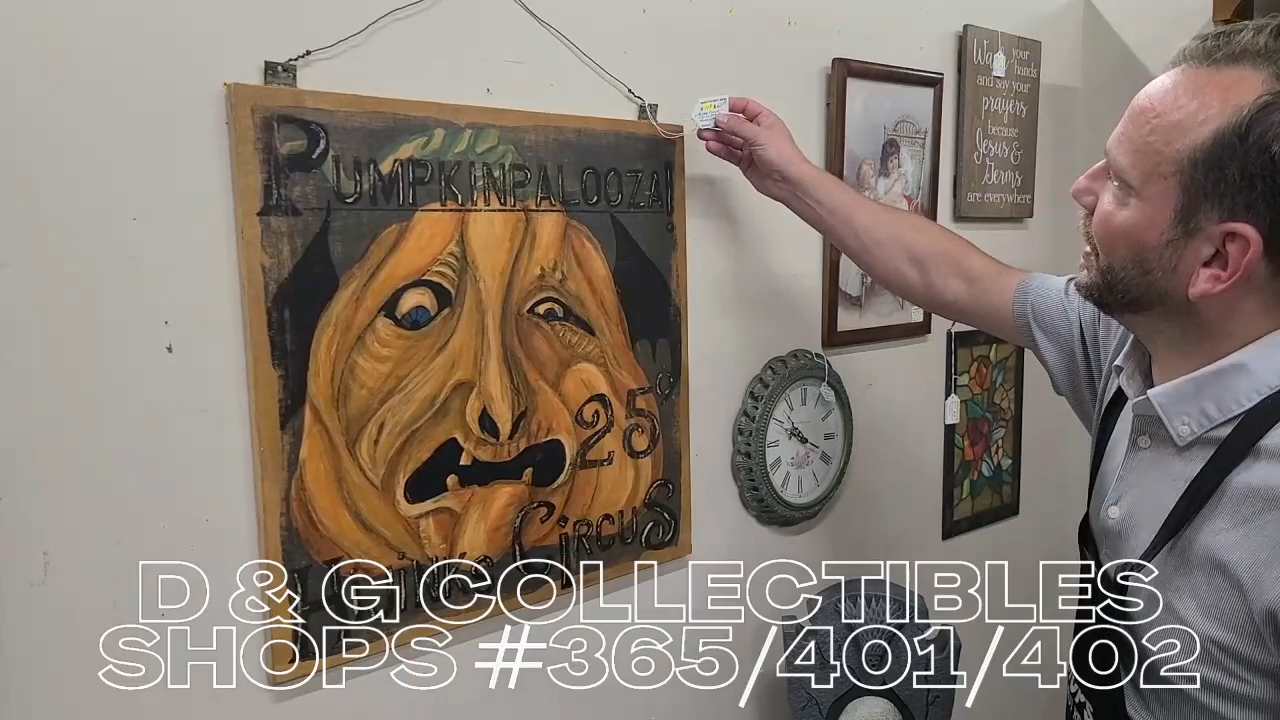 PUMPKINPALOOZA!
25¢
CIRCUS
Wash your
hands
and say your
prayers
because
Jesus &
Germs
are everywhere
D & G COLLECTIBLES
SHOPS #365/401/402